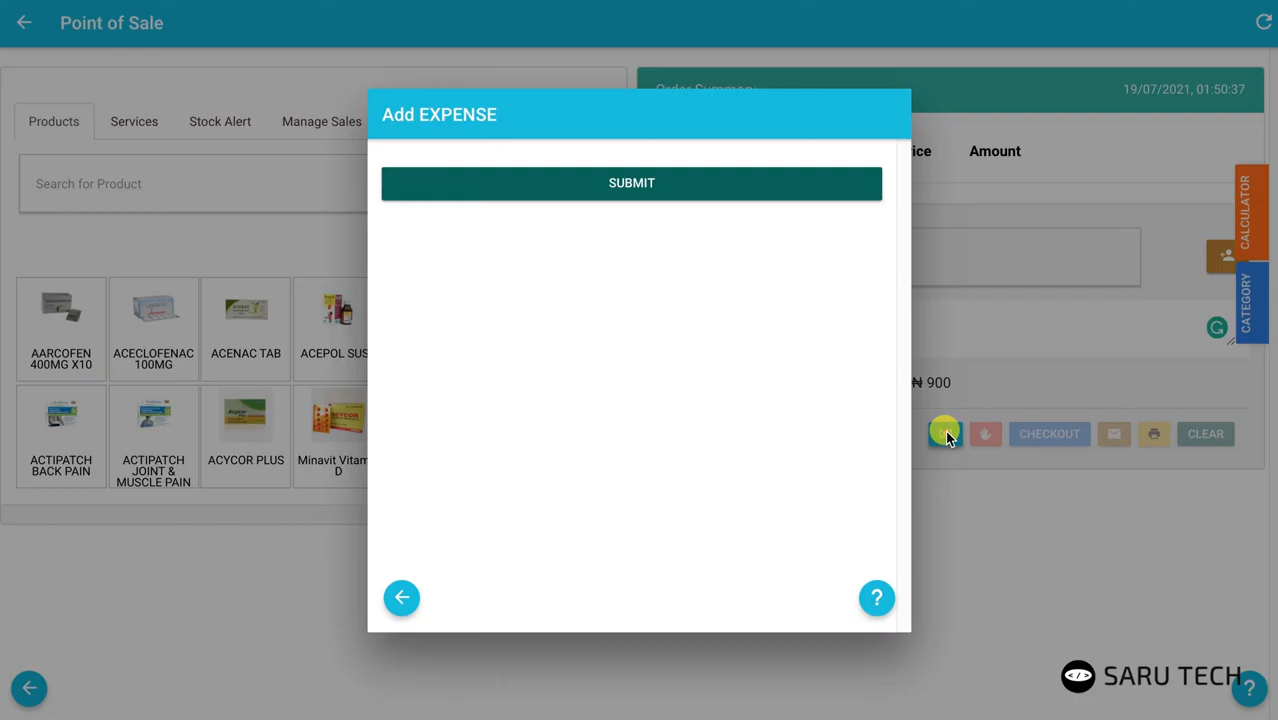 Point of Sale
Order Summary
19/07/2021, 01:50:37
Add EXPENSE
Products
Services
Stock Alert
Manage Sales
Amount
Search for Product
SUBMIT
CALCULATOR
CATEGORY
AARCOFEN
400MG X10
ACECLOFENAC
100MG
ACENAC TAB
ACEPOL SUS
₦ 900
ACTIPATCH
BACK PAIN
ACTIPATCH
JOINT &
MUSCLE PAIN
ACYCOR PLUS
Minavit Vitam
D
CHECKOUT
CLEAR
?
SARU TECH
?